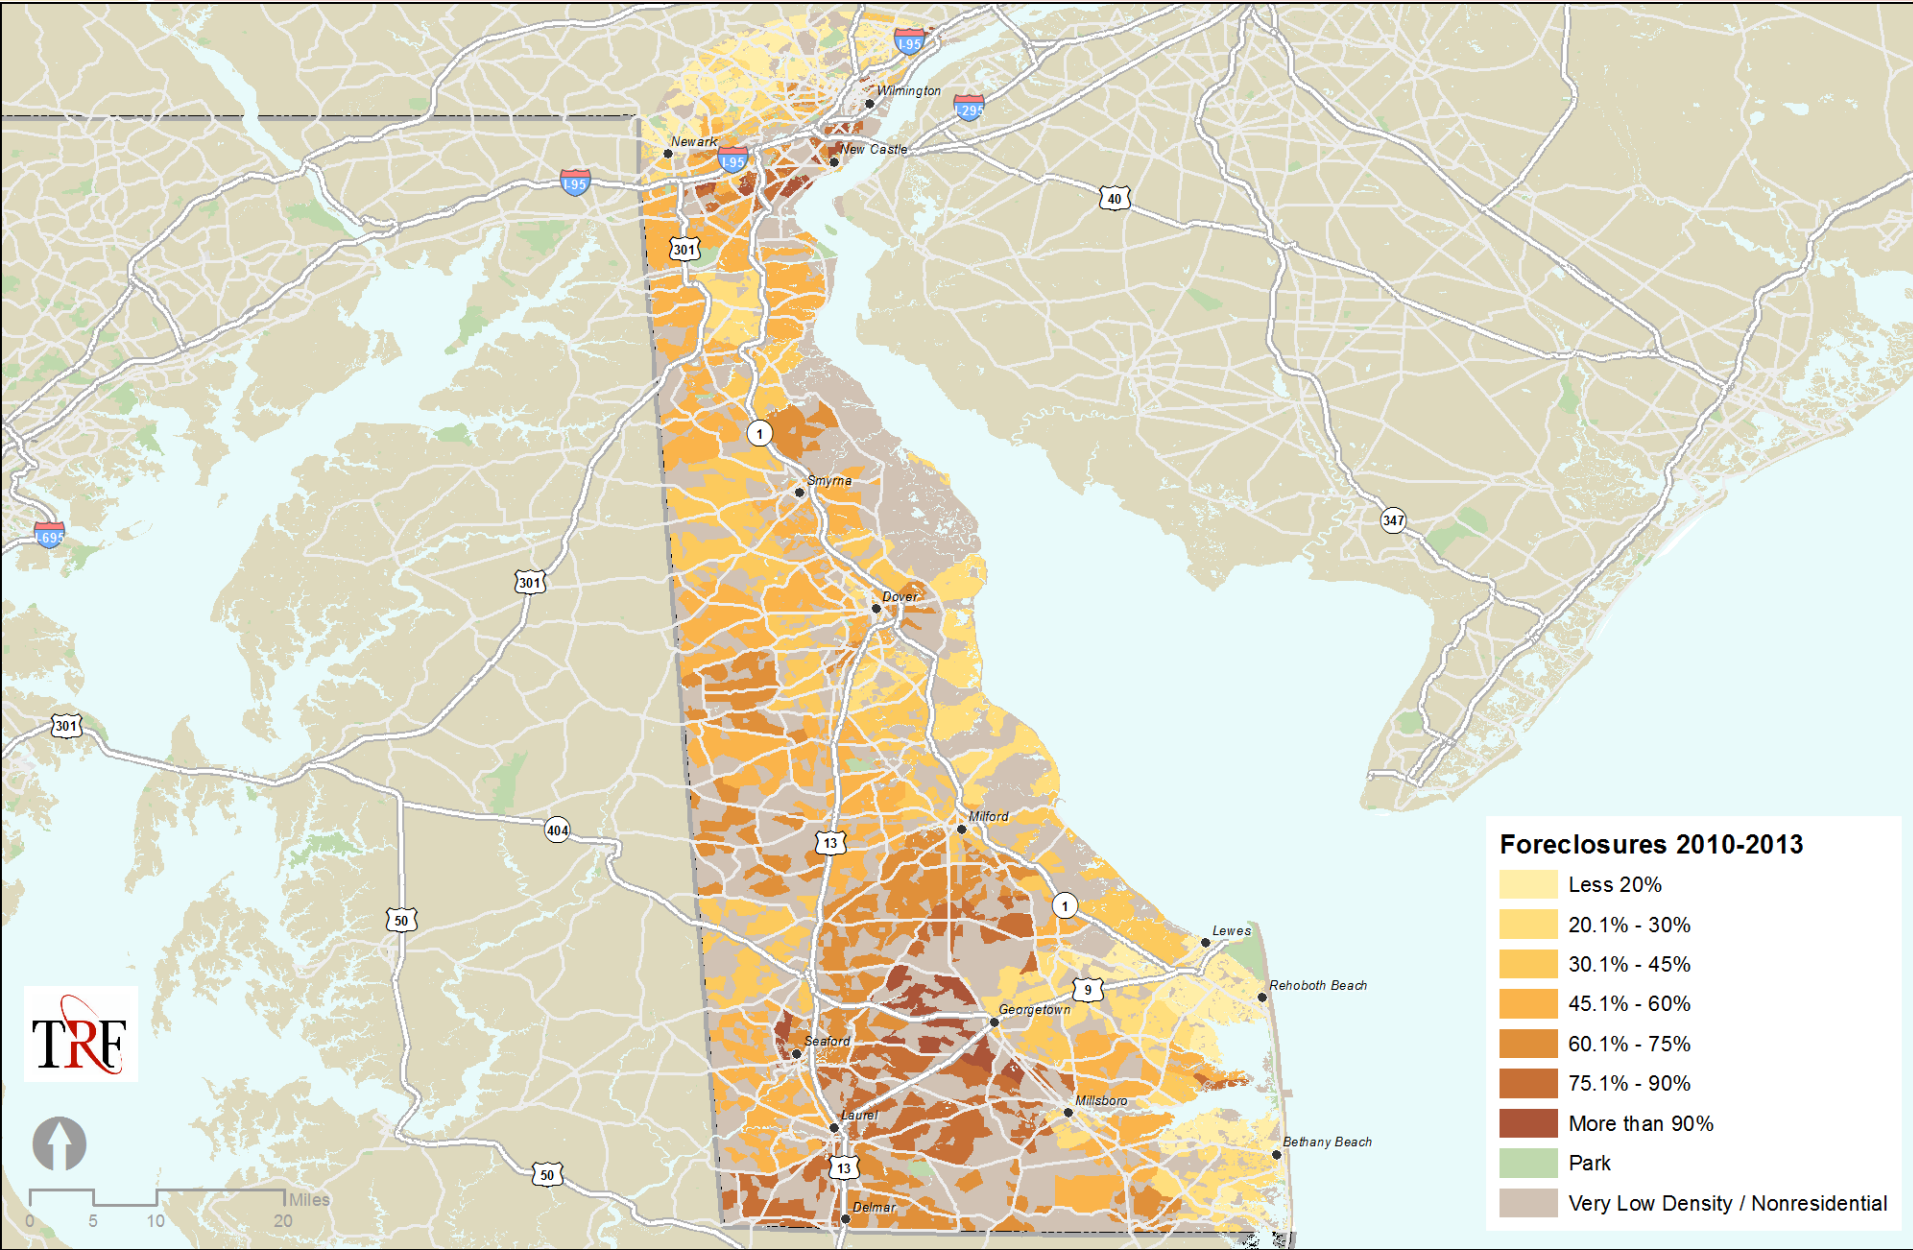 I-95
Wilmington
I-295
Newark
New Castle
I-95
I-95
40
301
1
Smyrna
347
I-695
301
Dover
301
Milford
404
13
Foreclosures 2010-2013
Less 20%
20.1% - 30%
30.1% - 45%
45.1% - 60%
60.1% - 75%
75.1% - 90%
More than 90%
Park
Very Low Density / Nonresidential
50
1
Lewes
Rehoboth Beach
9
Georgetown
TRF
Seaford
Millsboro
Laurel
Bethany Beach
13
50
Delmar
Miles
0 5 10 20